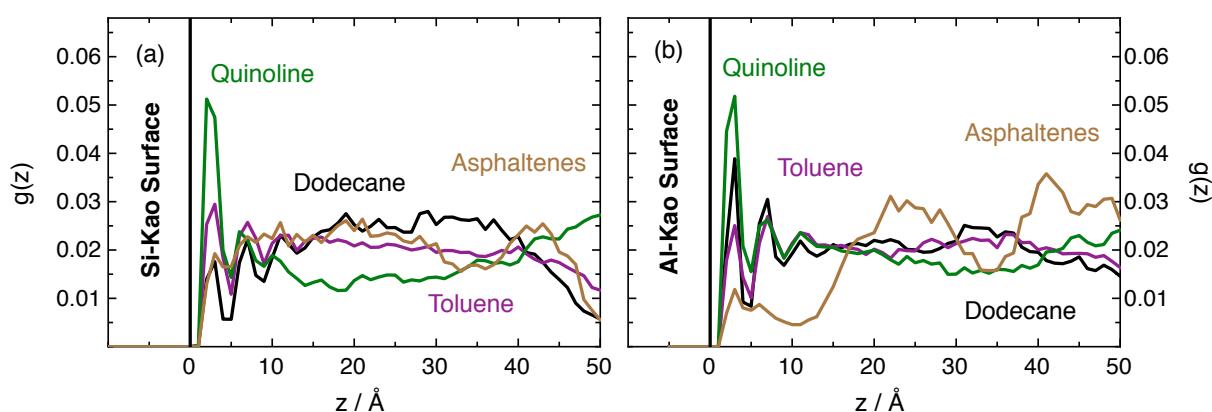 (a)
Quinoline
Asphaltenes
Dodecane
Toluene
Si-Kao Surface
g(z)
0.06
0.05
0.04
0.03
0.02
0.01
0 10 20 30 40 50
z / Å
(b)
Quinoline
Asphaltenes
Toluene
Dodecane
Al-Kao Surface
g(z)
0.06
0.05
0.04
0.03
0.02
0.01
0 10 20 30 40 50
z / Å